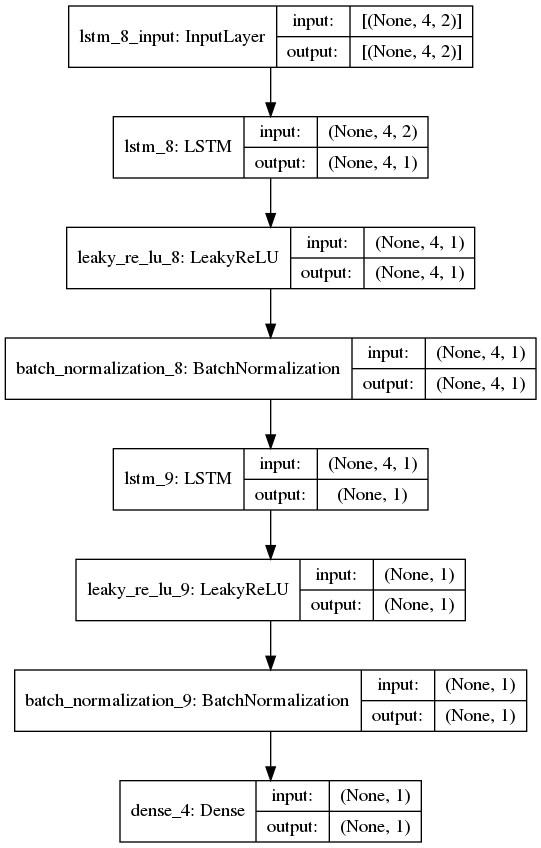 lstm_8_input: InputLayer
input: [(None, 4, 2)]
output: [(None, 4, 2)]
lstm_8: LSTM
input: (None, 4, 2)
output: (None, 4, 1)
leaky_re_lu_8: LeakyReLU
input: (None, 4, 1)
output: (None, 4, 1)
batch_normalization_8: BatchNormalization
input: (None, 4, 1)
output: (None, 4, 1)
lstm_9: LSTM
input: (None, 4, 1)
output: (None, 1)
leaky_re_lu_9: LeakyReLU
input: (None, 1)
output: (None, 1)
batch_normalization_9: BatchNormalization
input: (None, 1)
output: (None, 1)
dense_4: Dense
input: (None, 1)
output: (None, 1)